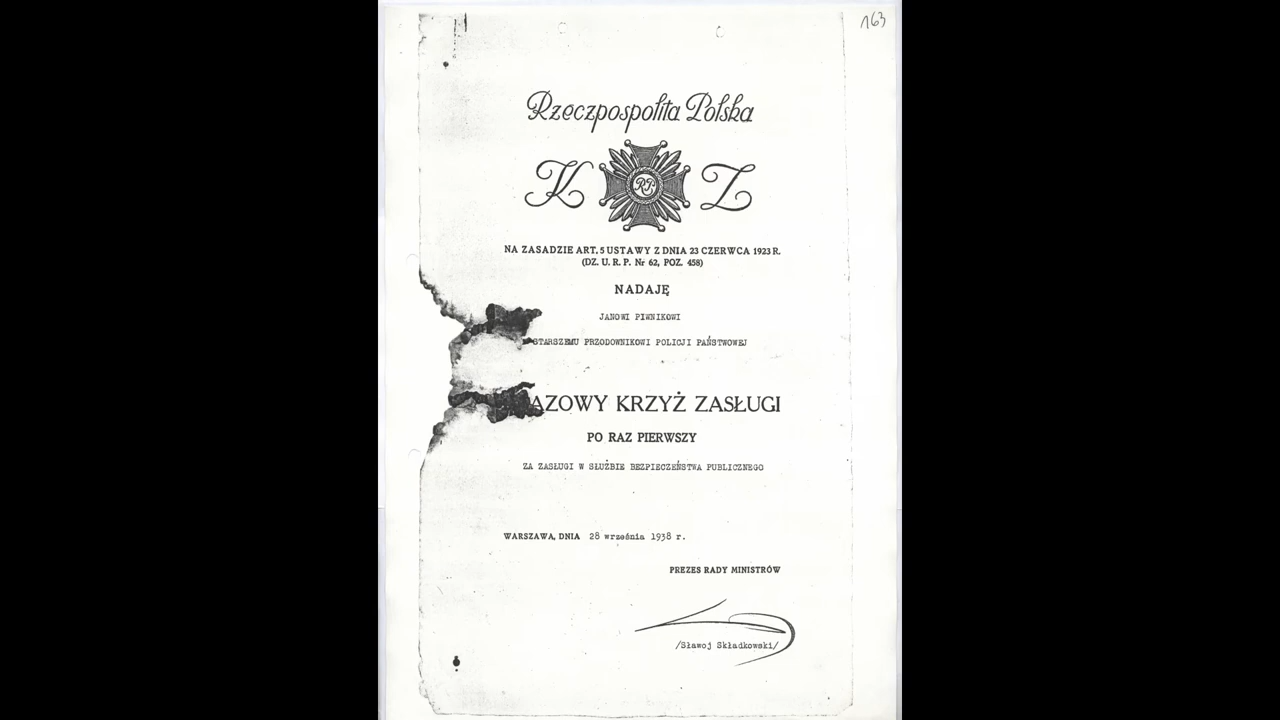 163
Rzeczpospolita Polska
K RP Z
NA ZASADZIE ART. 5 USTAWY Z DNIA 23 CZERWCA 1923 R.
(DZ. U. R. P. Nr 62, POZ. 458)
NADAJĘ
JANOWI PIWNIKOWI
STARSZEMU PRZODOWNIKOWI POLICJI PAŃSTWOWEJ
KRZYŻ ZASŁUGI
PO RAZ PIERWSZY
ZA ZASŁUGI W SŁUŻBIE BEZPIECZEŃSTWA PUBLICZNEGO
WARSZAWA, DNIA 28 września 1938 r.
PREZES RADY MINISTRÓW
/Sławoj Składkowski/